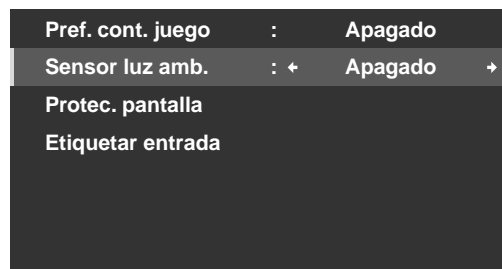 Pref. cont. juego : Apagado
Sensor luz amb. : Apagado
Protec. pantalla
Etiquetar entrada